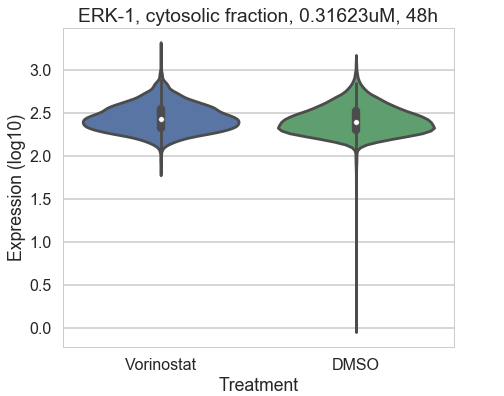 ERK-1, cytosolic fraction, 0.31623uM, 48h
Expression (log10)
3.0
2.5
2.0
1.5
1.0
0.5
0.0
Vorinostat DMSO
Treatment